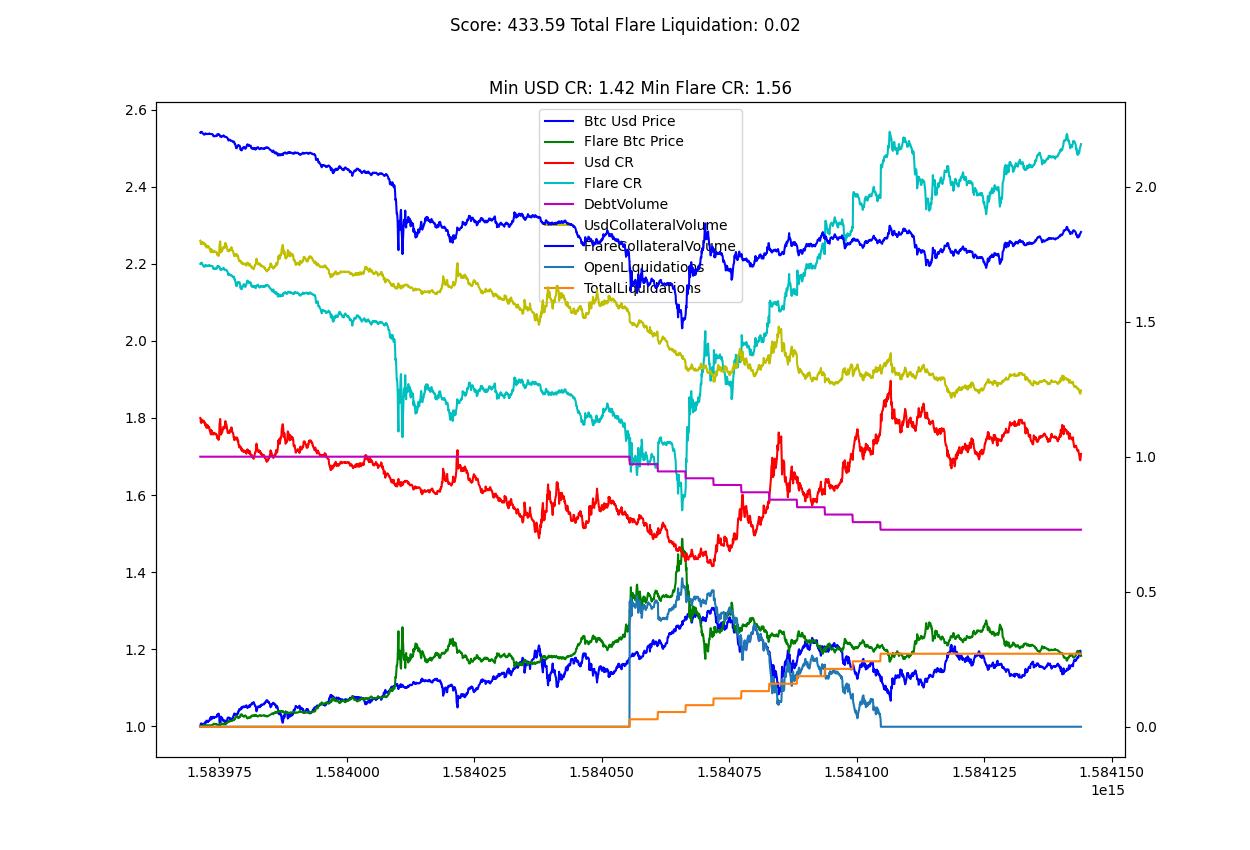 Score: 433.59 Total Flare Liquidation: 0.02
Min USD CR: 1.42 Min Flare CR: 1.56
2.6
2.4
2.2
2.0
1.8
1.6
1.4
1.2
1.0
Btc Usd Price
Flare Btc Price
Usd CR
Flare CR
DebtVolume
UsdCollateralVolume
FlareCollateralVolume
OpenLiquidations
TotalLiquidations
2.0
1.5
1.0
0.5
0.0
1.583975 1.584000 1.584025 1.584050 1.584075 1.584100 1.584125 1.584150
1e15